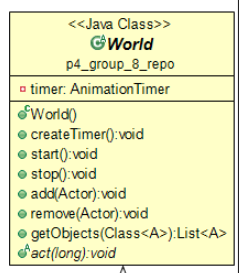 <<Java Class>>
World
p4_group_8_repo
timer: AnimationTimer
World()
createTimer():void
start():void
stop():void
add(Actor):void
remove(Actor):void
getObjects(Class<A>):List<A>
act(long):void